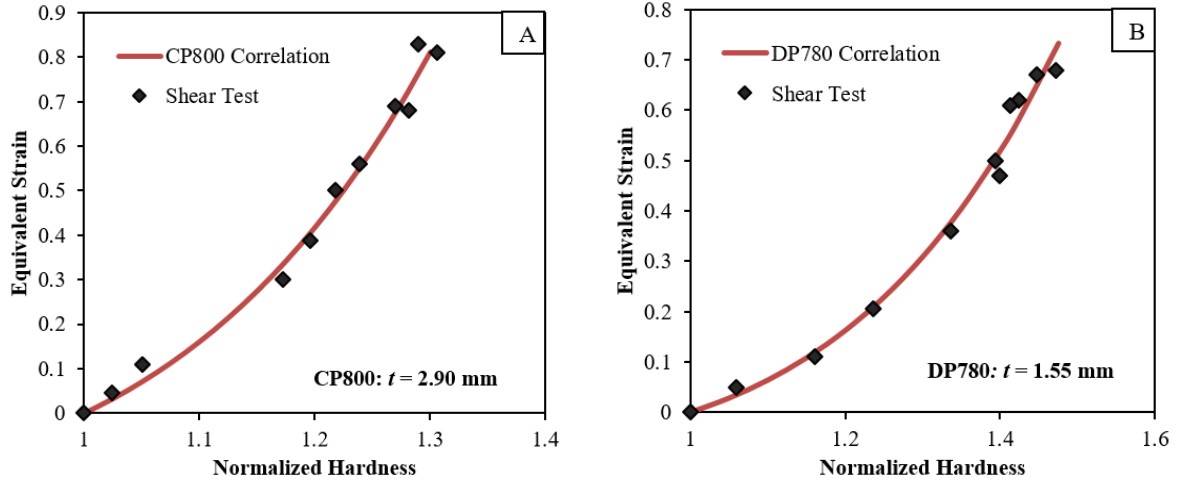 A
CP800 Correlation
Shear Test
0.9
0.8
0.7
0.6
0.5
0.4
0.3
0.2
0.1
0
Equivalent Strain
CP800: t = 2.90 mm
1
1.1
1.2
1.3
1.4
Normalized Hardness
B
DP780 Correlation
Shear Test
0.8
0.7
0.6
0.5
0.4
0.3
0.2
0.1
0
Equivalent Strain
DP780: t = 1.55 mm
1
1.2
1.4
1.6
Normalized Hardness